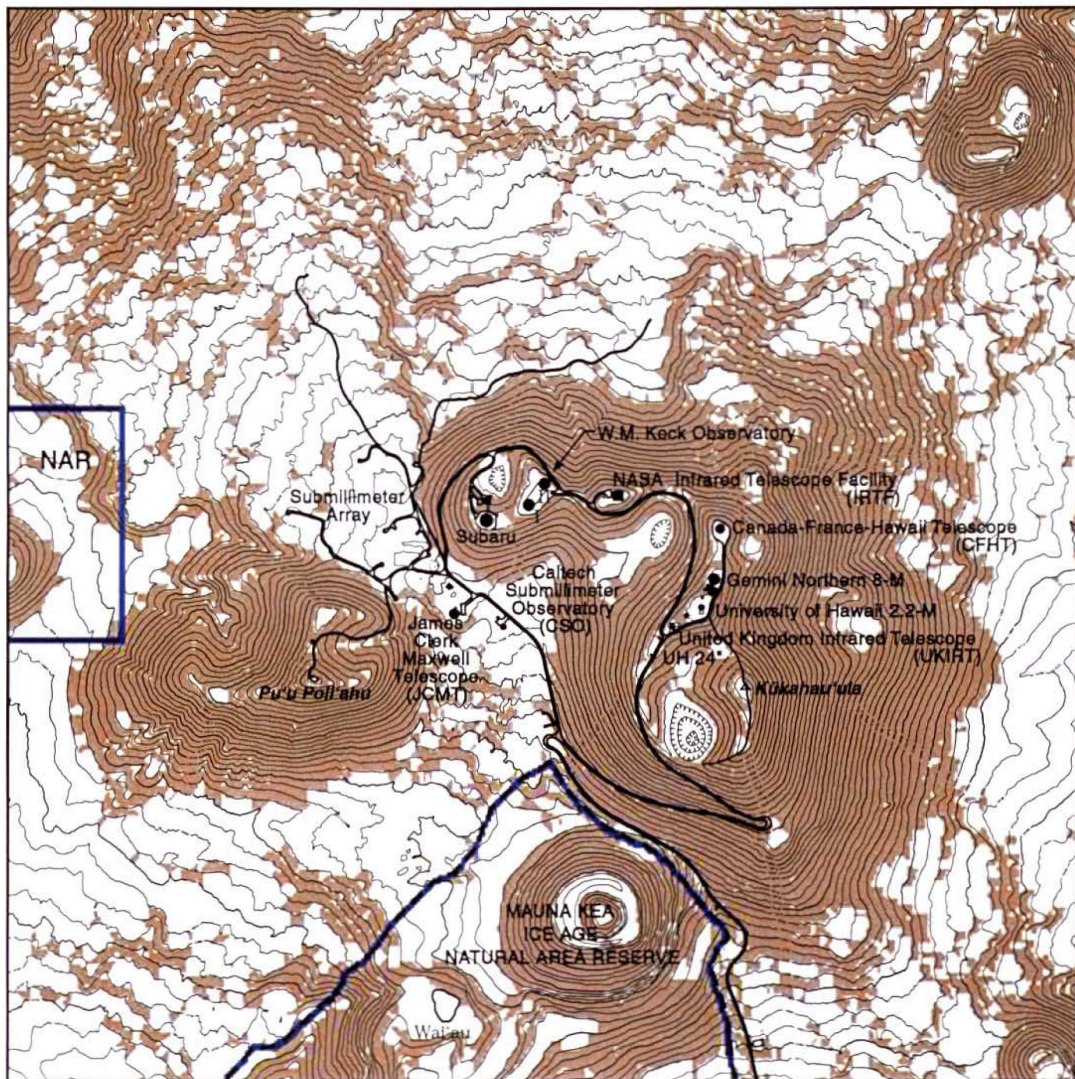 W.M. Keck Observatory
NAR
NASA Infrared Telescope Facility
(IRTF)
Submillimeter
Array
Subaru
II
I
Canada-France-Hawaii Telescope
(CFHT)
Caltech
Submillimeter
Observatory
(CSO)
Gemini Northern 8-M
University of Hawaii 2.2-M
James
Clerk
Maxwell
Telescope
(JCMT)
United Kingdom Infrared Telescope
(UKIRT)
UH 24"
Pu'u Poli'ahu
Kūkahau'ula
MAUNA KEA
ICE AGE
NATURAL AREA RESERVE
Wai'au